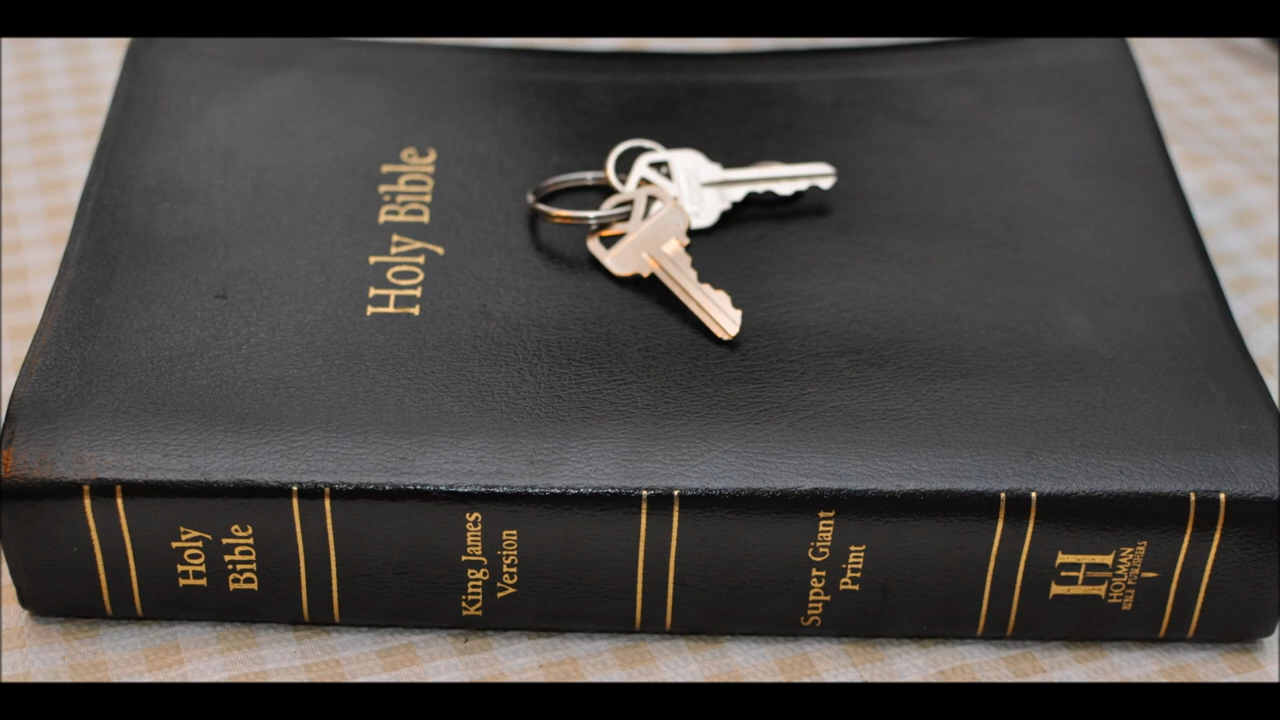 Holy Bible
Holy
Bible
King James
Version
Super Giant
Print
HOLMAN
BIBLE PUBLISHERS